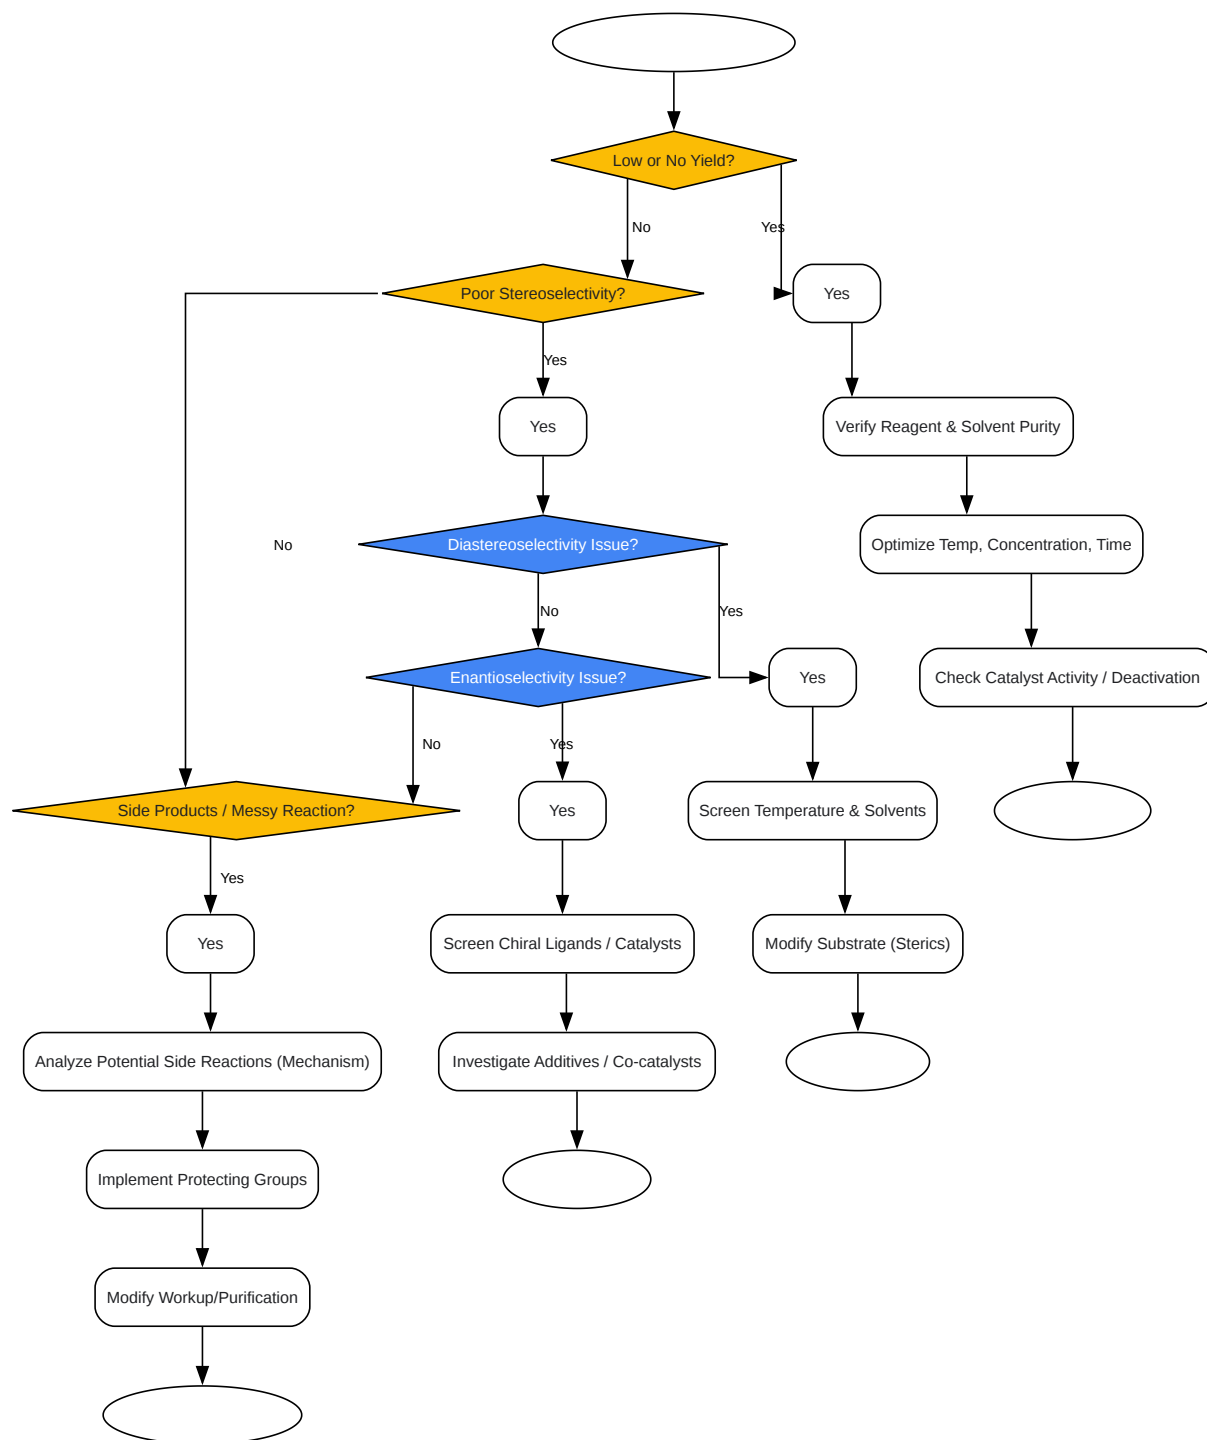 Low or No Yield?
No
Yes
Poor Stereoselectivity?
Yes
Yes
Yes
Verify Reagent & Solvent Purity
Diastereoselectivity Issue?
No
Optimize Temp, Concentration, Time
No
Yes
Enantioselectivity Issue?
Yes
Check Catalyst Activity / Deactivation
No
Yes
Side Products / Messy Reaction?
Yes
Screen Temperature & Solvents
Yes
Yes
Screen Chiral Ligands / Catalysts
Modify Substrate (Sterics)
Analyze Potential Side Reactions (Mechanism)
Investigate Additives / Co-catalysts
Implement Protecting Groups
Modify Workup/Purification